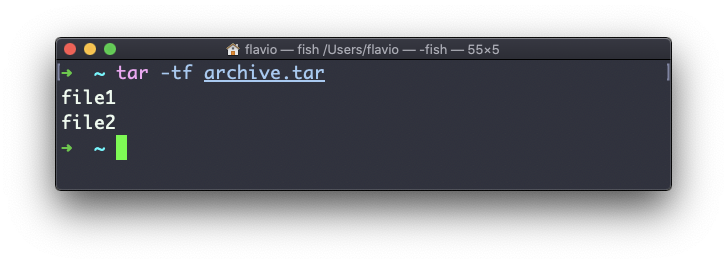 flavio — fish /Users/flavio — -fish — 55×5
[➜ ~ tar -tf archive.tar ]
file1
file2
➜ ~